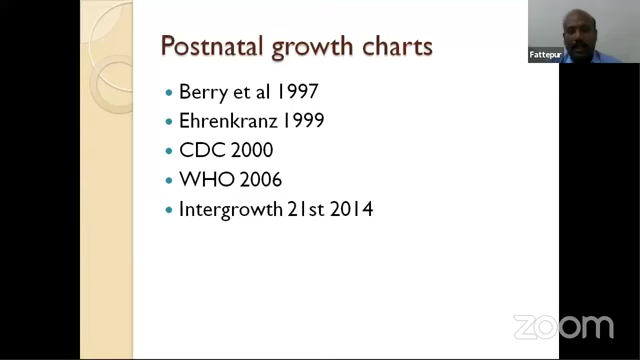 Postnatal growth charts
Fattepur
Berry et al 1997
Ehrenkranz 1999
CDC 2000
WHO 2006
Intergrowth 21st 2014
zoom